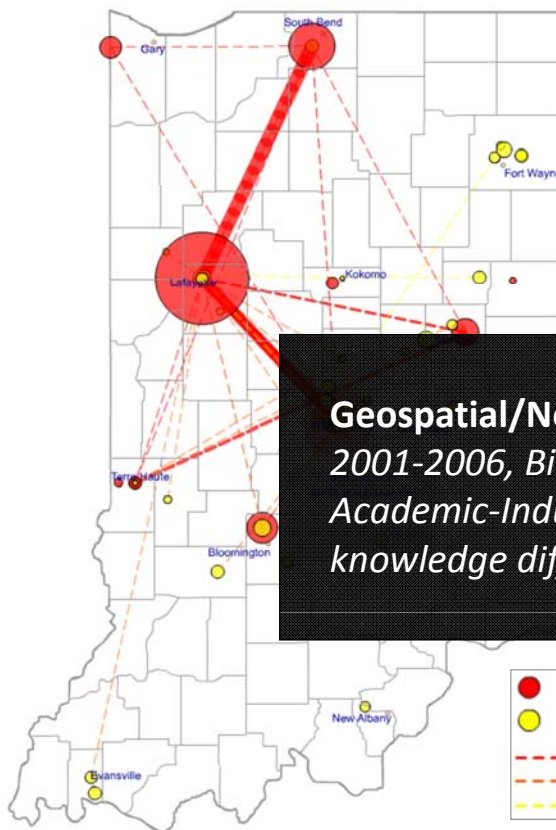 South Bend
Gary
Fort Wayn
Kokomo
Lafayette
Geospatial/Ne
2001-2006, Bi
Academic-Indu
knowledge dif
Terre Haute
Bloomington
New Albany
Evansville